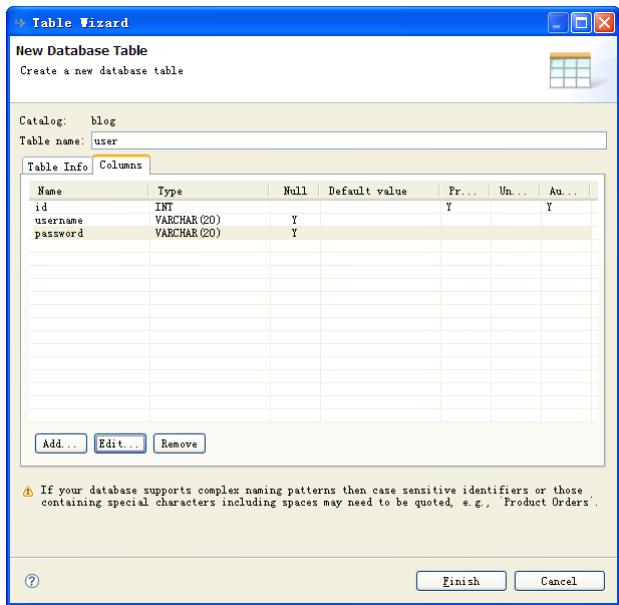 Table Wizard
New Database Table
Create a new database table
Catalog: blog
Table name: user
Table Info Columns
Name Type Null Default value Pr... Un... Au...
id INT Y Y
username VARCHAR(20) Y
password VARCHAR(20) Y
Add... Edit... Remove
If your database supports complex naming patterns then case sensitive identifiers or those
containing special characters including spaces may need to be quoted, e.g., `Product Orders`.
? Finish Cancel